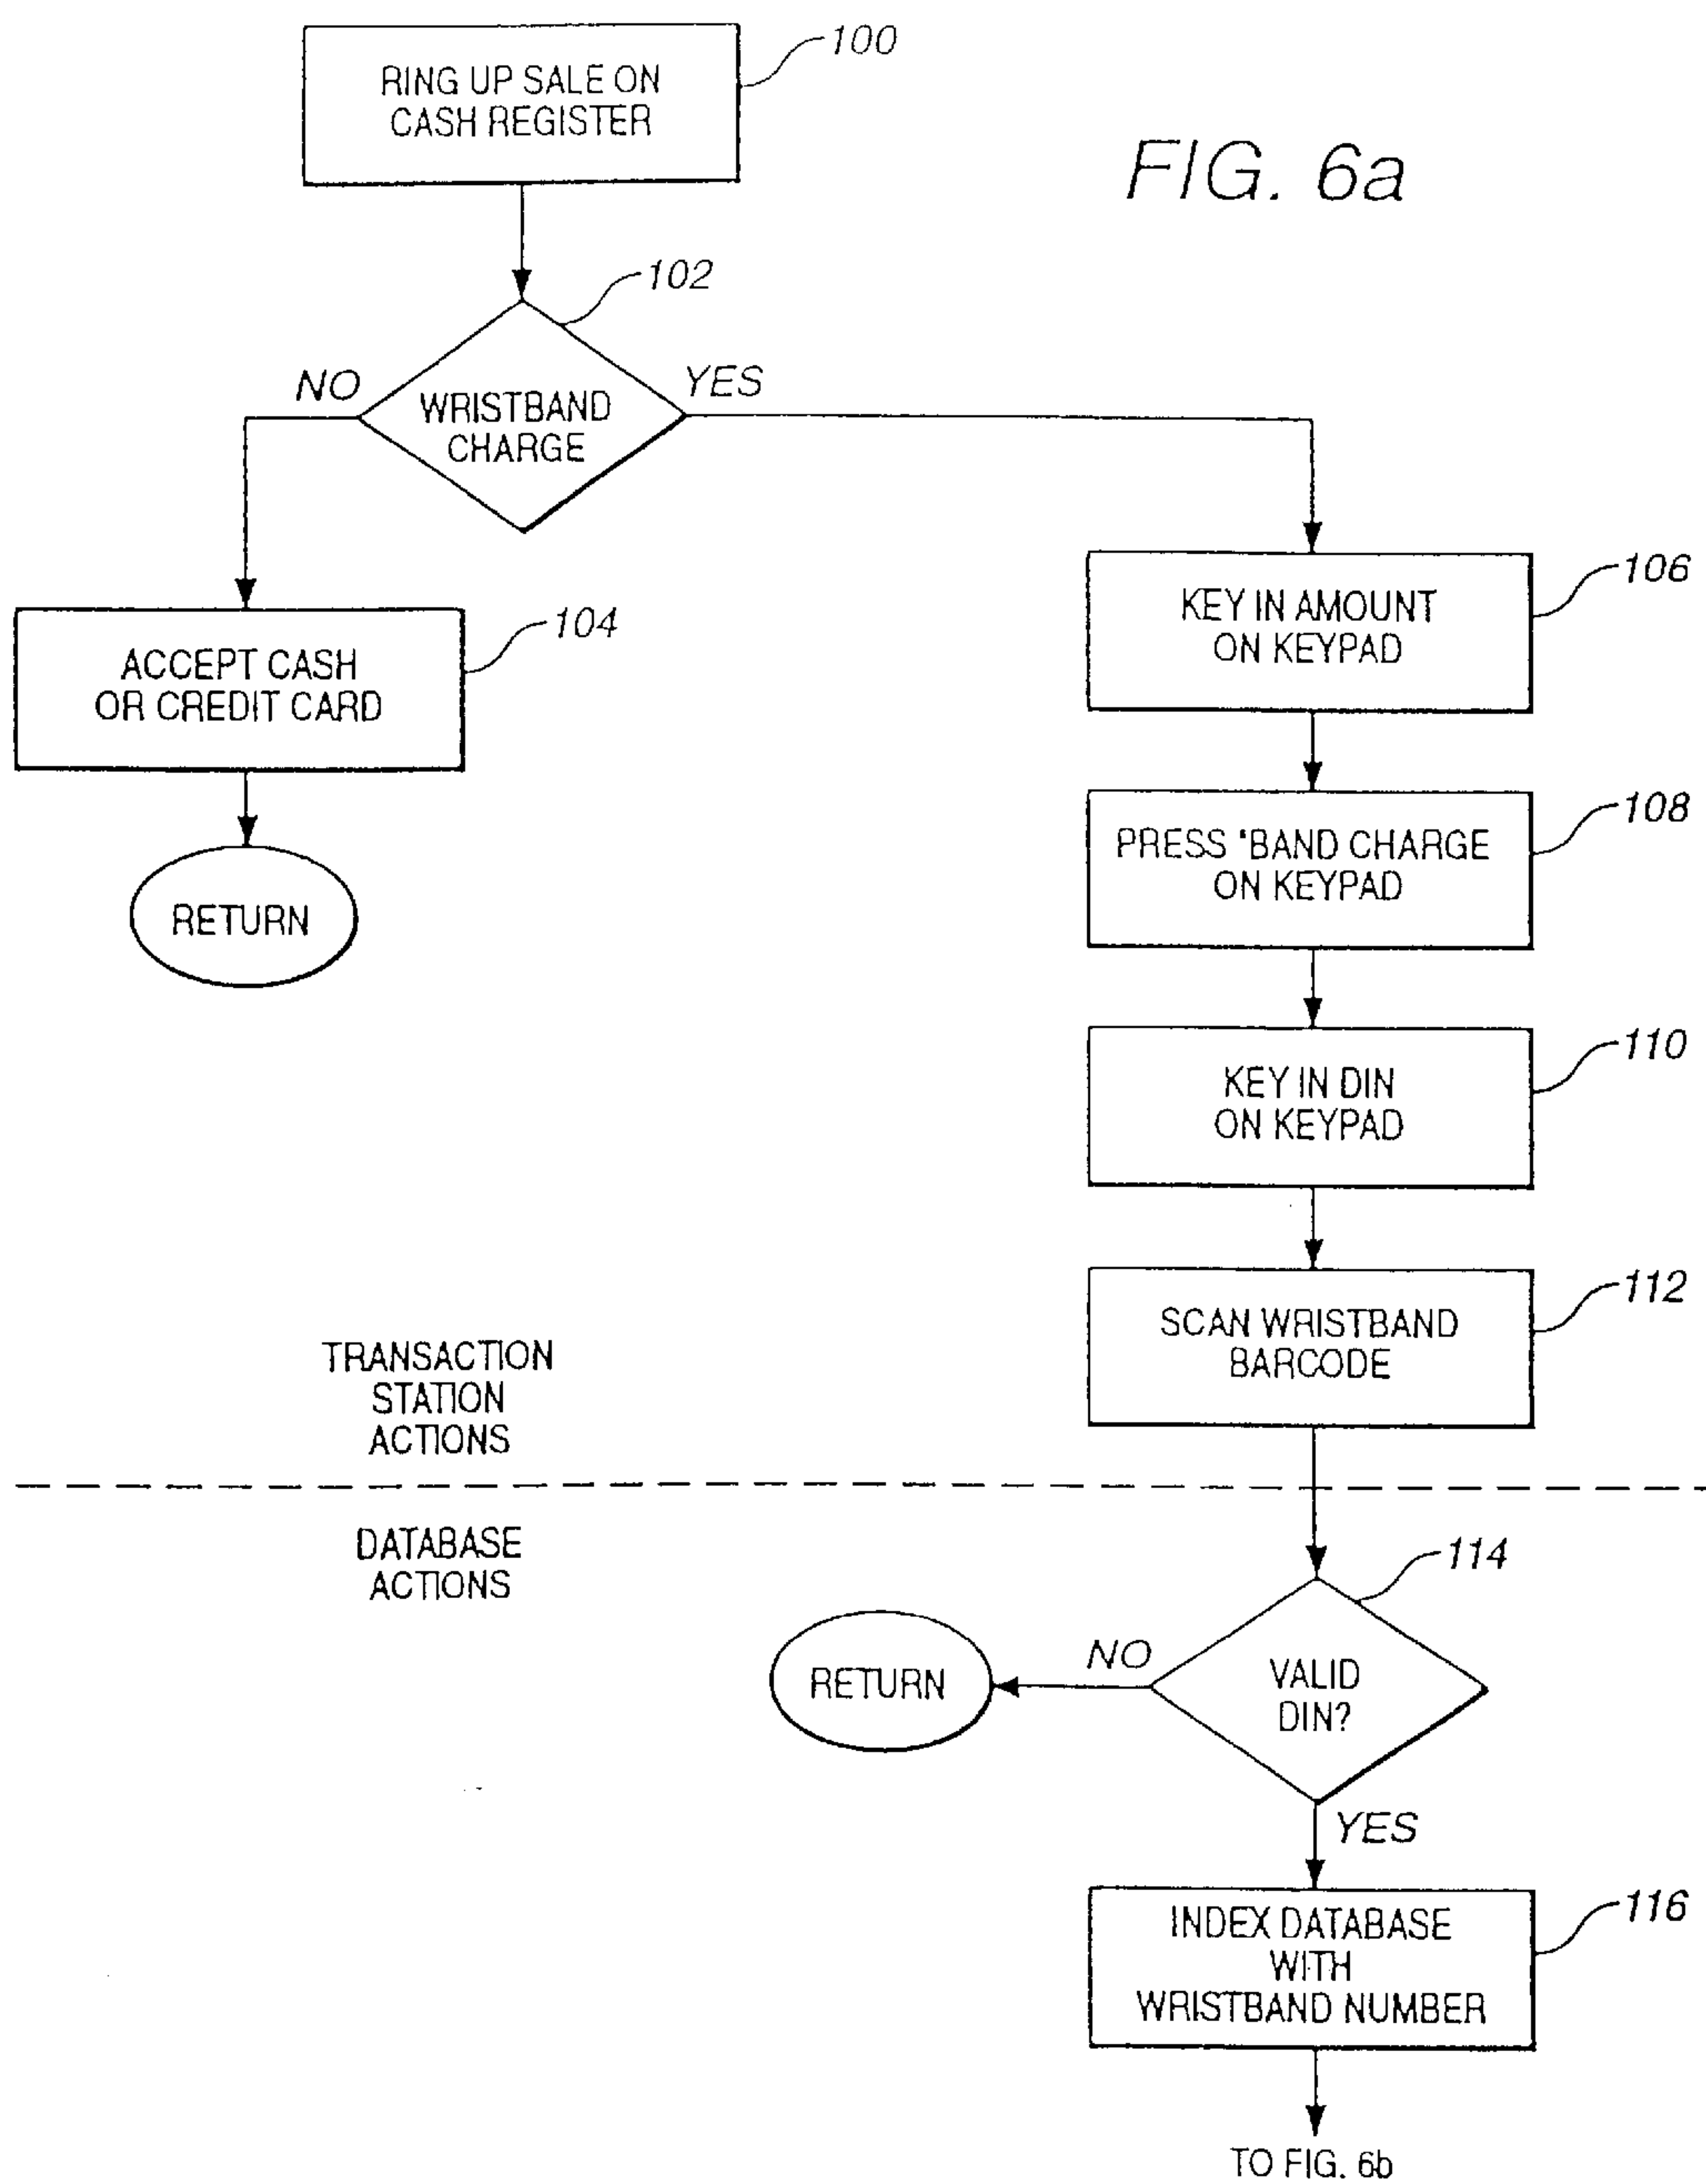 100
RING UP SALE ON
CASH REGISTER
FIG. 6a
102
NO
YES
WRISTBAND
CHARGE
106
KEY IN AMOUNT
ON KEYPAD
104
ACCEPT CASH
OR CREDIT CARD
108
PRESS 'BAND CHARGE
ON KEYPAD
RETURN
110
KEY IN DIN
ON KEYPAD
112
SCAN WRISTBAND
BARCODE
TRANSACTION
STATION
ACTIONS
DATABASE
ACTIONS
114
NO
RETURN
VALID
DIN?
YES
116
INDEX DATABASE
WITH
WRISTBAND NUMBER
TO FIG. 6b